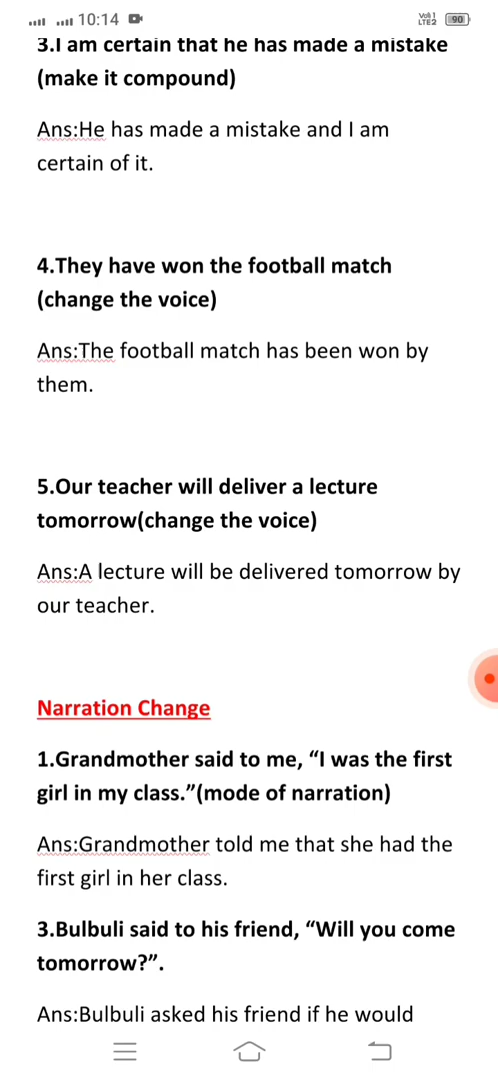 10:14
VoI) 1
LTE2
90
3.I am certain that he has made a mistake
(make it compound)
Ans:He has made a mistake and I am
certain of it.
4.They have won the football match
(change the voice)
Ans:The football match has been won by
them.
5.Our teacher will deliver a lecture
tomorrow(change the voice)
Ans:A lecture will be delivered tomorrow by
our teacher.
Narration Change
1.Grandmother said to me, “I was the first
girl in my class.”(mode of narration)
Ans:Grandmother told me that she had the
first girl in her class.
3.Bulbuli said to his friend, “Will you come
tomorrow?”.
Ans:Bulbuli asked his friend if he would